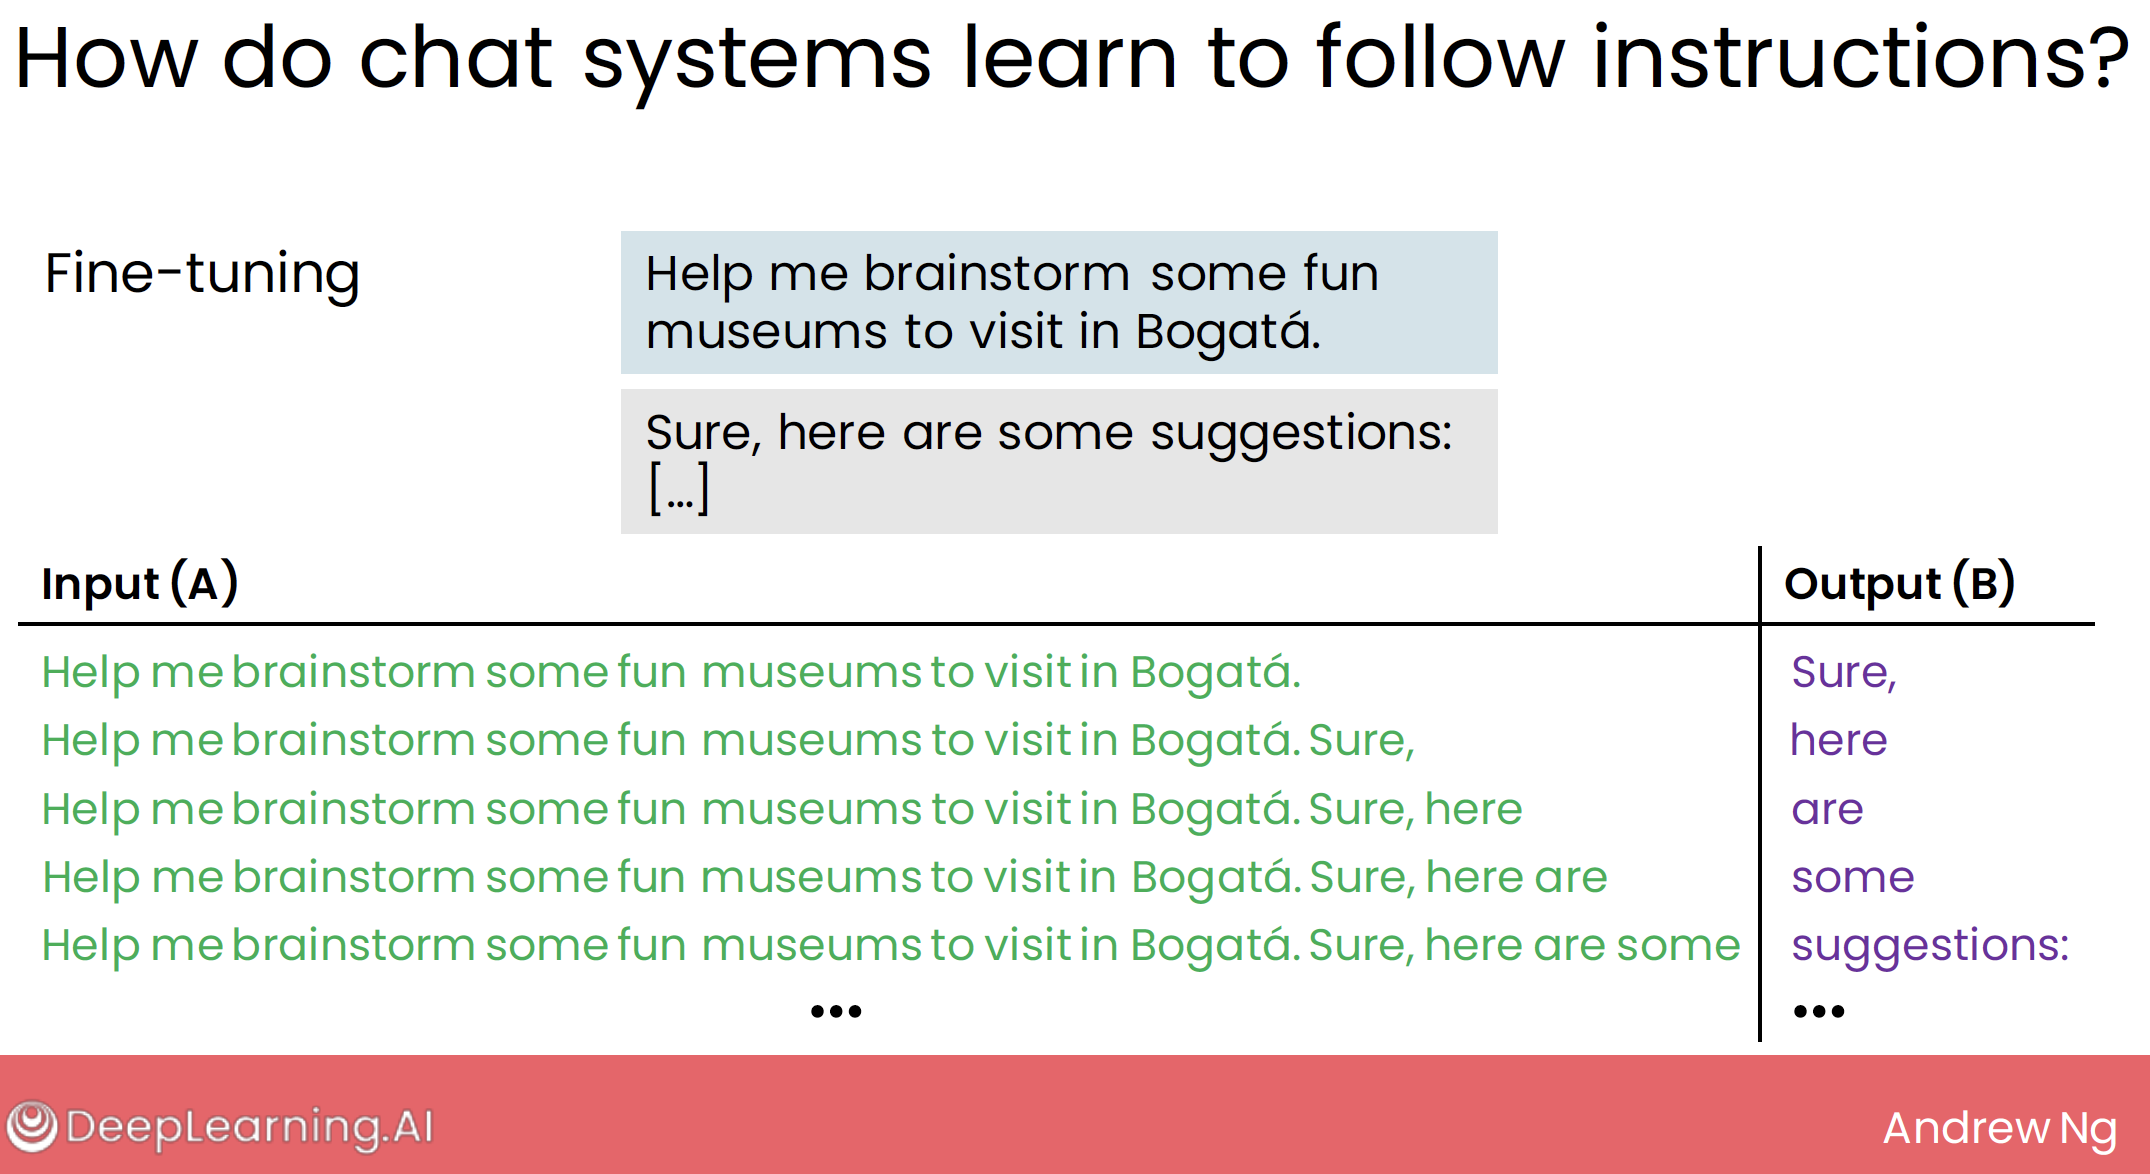 How do chat systems learn to follow instructions?
Fine-tuning
Help me brainstorm some fun
museums to visit in Bogatá.
Sure, here are some suggestions:
[...]
Input (A) Output (B)
Help me brainstorm some fun museums to visit in Bogatá. Sure,
Help me brainstorm some fun museums to visit in Bogatá. Sure, here
Help me brainstorm some fun museums to visit in Bogatá. Sure, here are
Help me brainstorm some fun museums to visit in Bogatá. Sure, here are some
Help me brainstorm some fun museums to visit in Bogatá. Sure, here are some suggestions:
... ...
DeepLearning.AI Andrew Ng